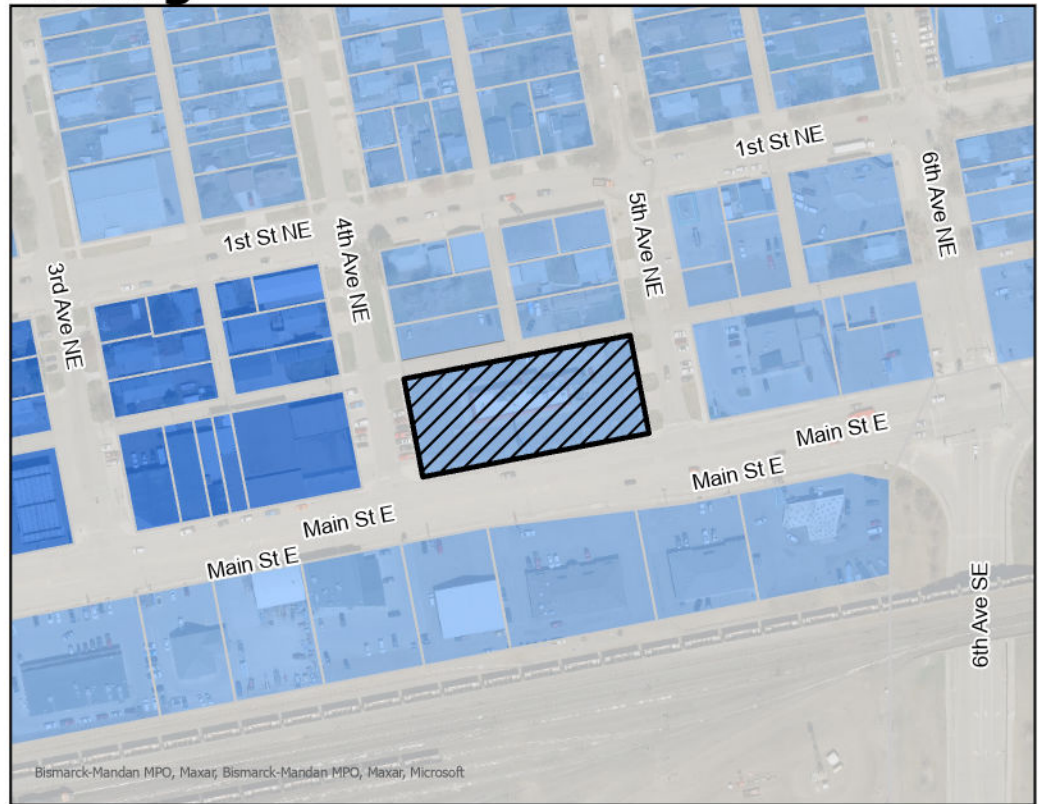 1st St NE
1st St NE
3rd Ave NE
4th Ave NE
5th Ave NE
6th Ave NE
Main St E
Main St E
Main St E
Main St E
6th Ave SE
Bismarck-Mandan MPO, Maxar, Bismarck-Mandan MPO, Maxar, Microsoft